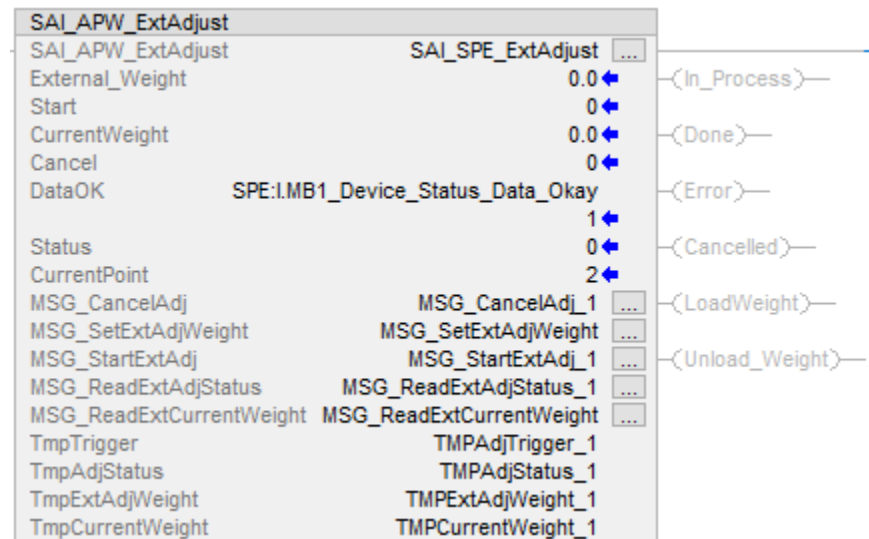 SAI_APW_ExtAdjust
SAI_APW_ExtAdjust SAI_SPE_ExtAdjust ...
External_Weight 0.0 (In_Process)
Start 0
CurrentWeight 0.0 (Done)
Cancel 0
DataOK SPE:I.MB1_Device_Status_Data_Okay (Error)
1
Status 0 (Cancelled)
CurrentPoint 2
MSG_CancelAdj MSG_CancelAdj_1 ... (LoadWeight)
MSG_SetExtAdjWeight MSG_SetExtAdjWeight ...
MSG_StartExtAdj MSG_StartExtAdj_1 ... (Unload_Weight)
MSG_ReadExtAdjStatus MSG_ReadExtAdjStatus_1 ...
MSG_ReadExtCurrentWeight MSG_ReadExtCurrentWeight ...
TmpTrigger TMPAdjTrigger_1
TmpAdjStatus TMPAdjStatus_1
TmpExtAdjWeight TMPExtAdjWeight_1
TmpCurrentWeight TMPCurrentWeight_1